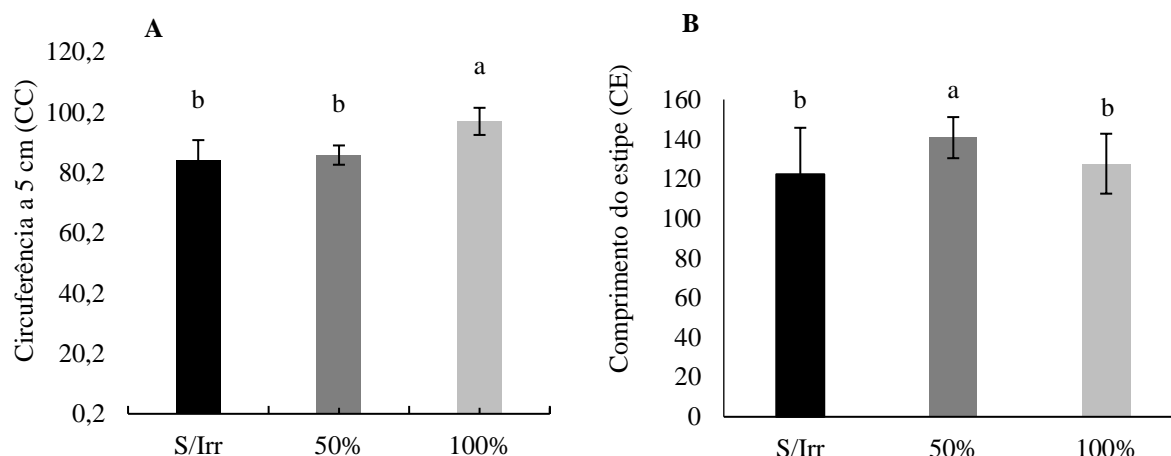 A
Circuferência a 5 cm (CC)
120,2
100,2
80,2
60,2
40,2
20,2
0,2
b
b
a
S/Irr
50%
100%
B
Comprimento do estipe (CE)
160
140
120
100
80
60
40
20
0
b
a
b
S/Irr
50%
100%